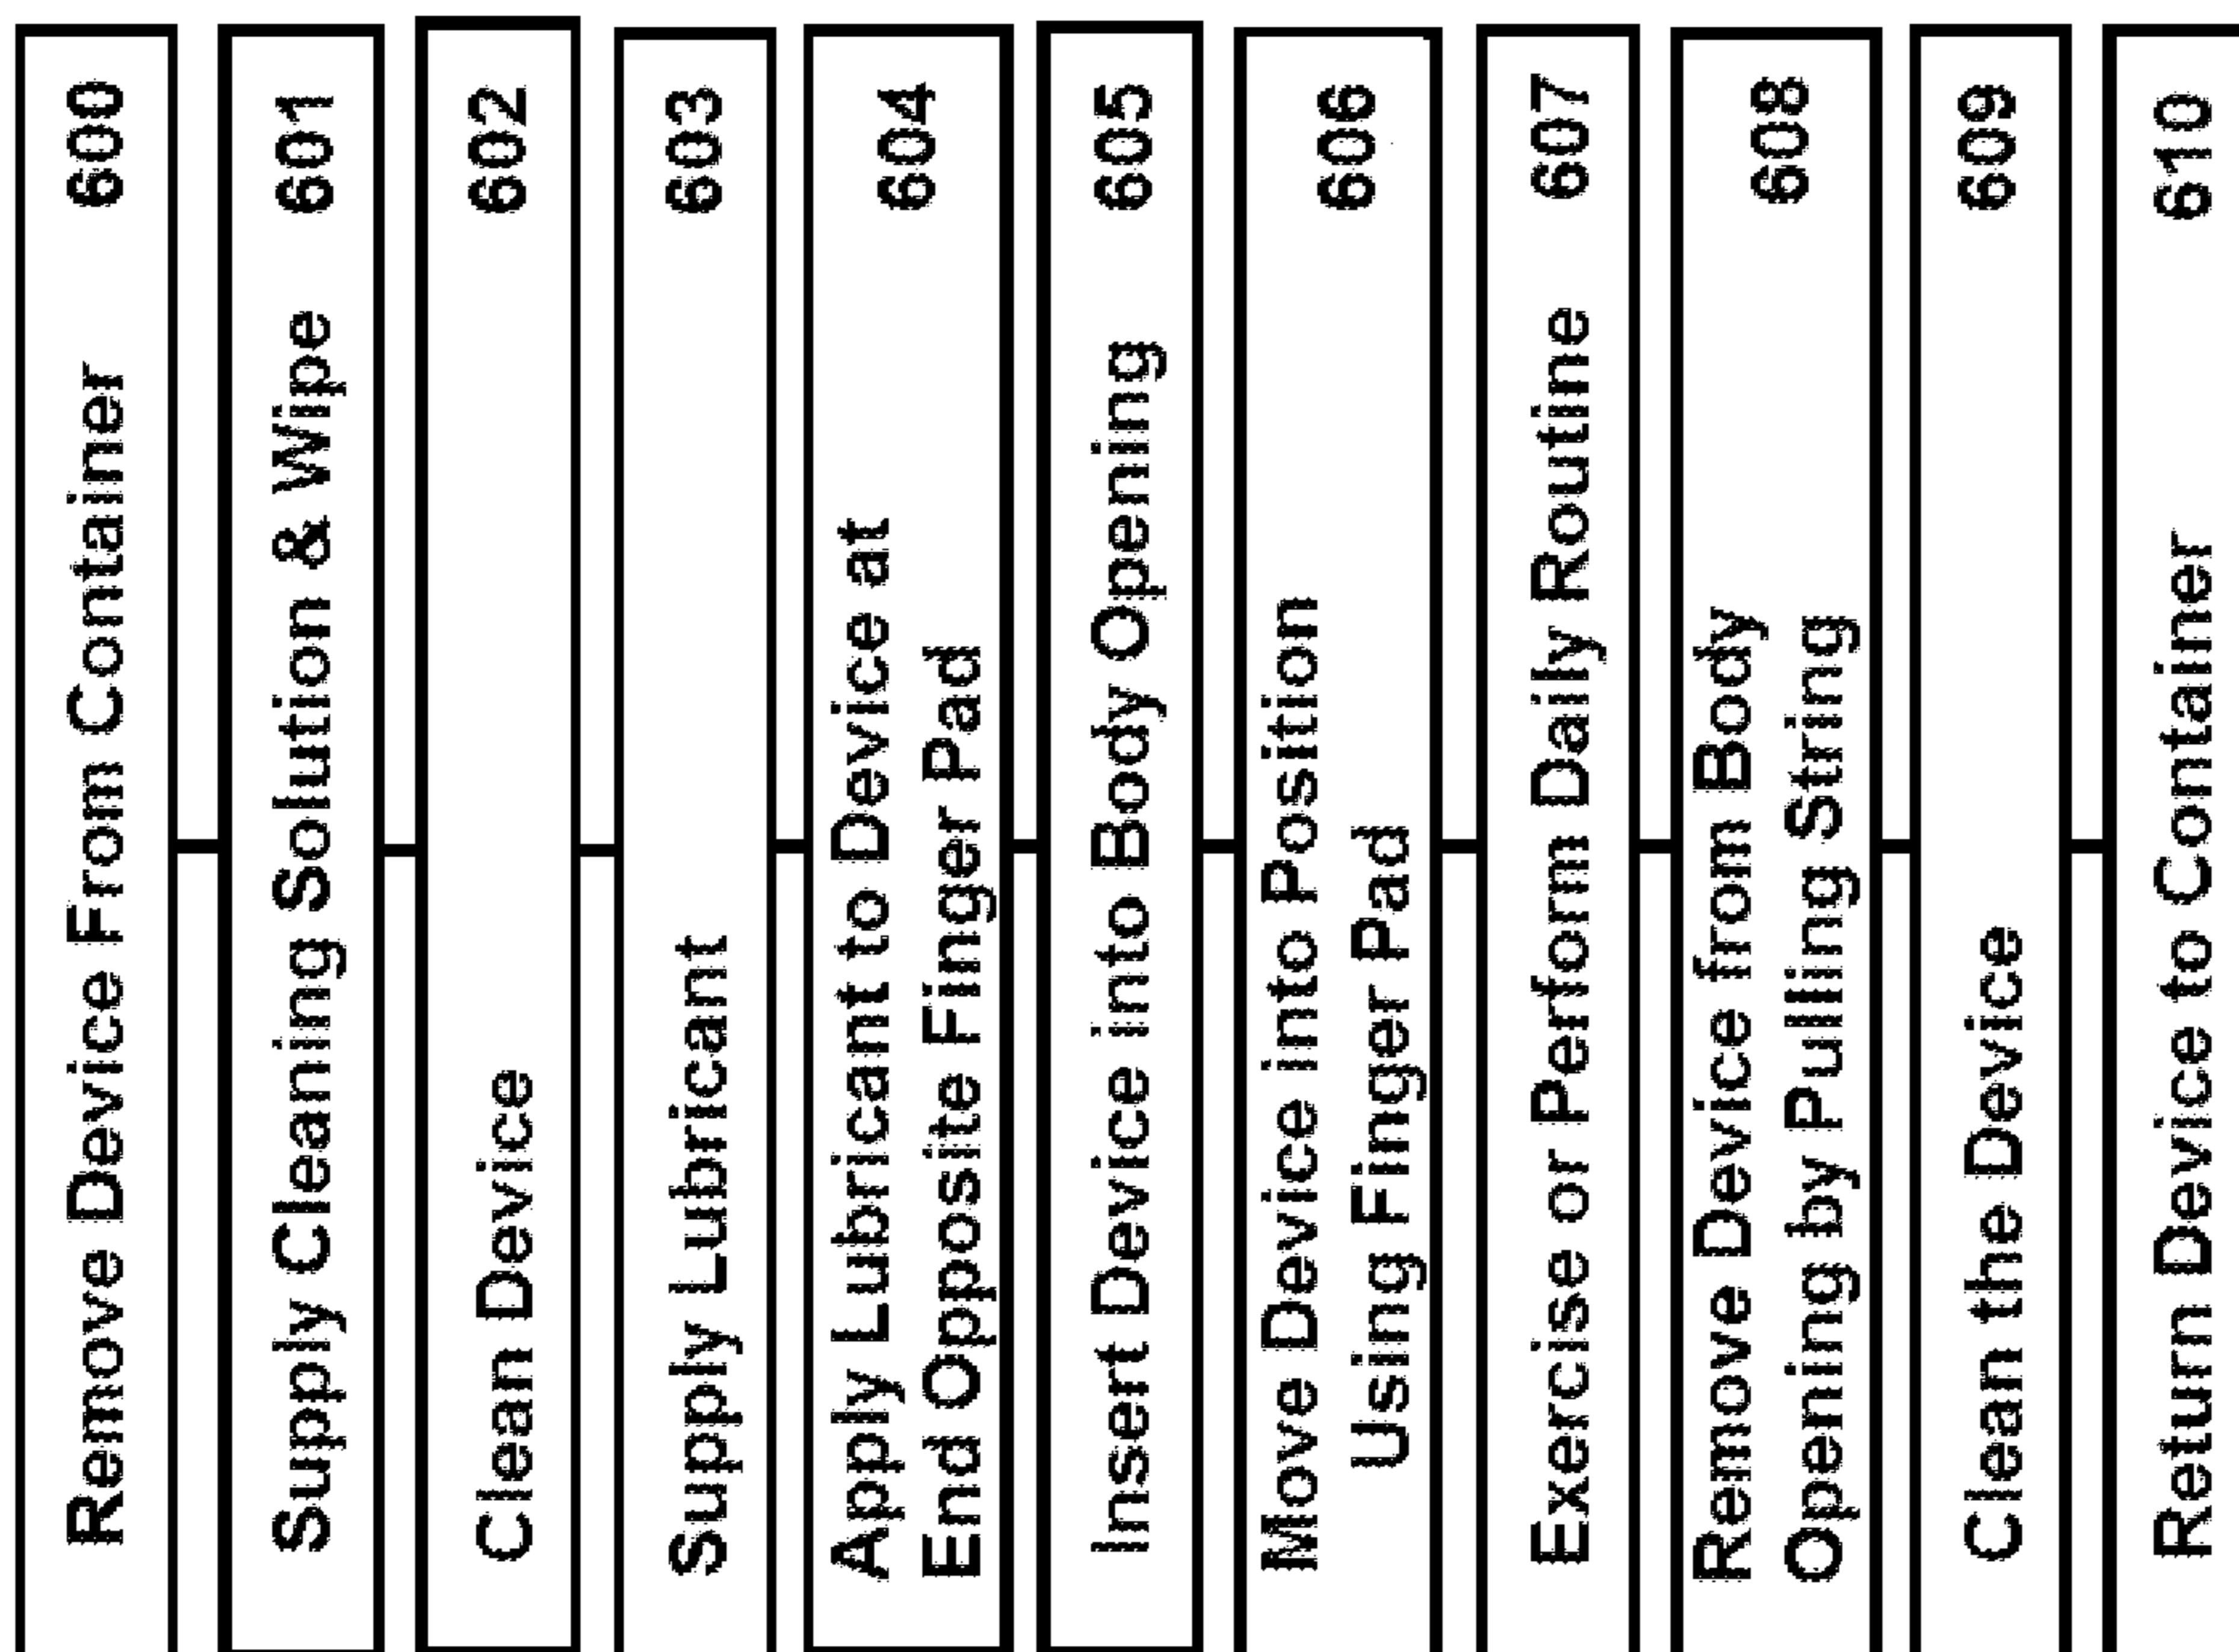 Remove Device From Container 600
Supply Cleaning Solution & Wipe 601
Clean Device 602
Supply Lubricant 603
Apply Lubricant to Device at
End Opposite Finger Pad 604
Insert Device into Body Opening 605
Move Device into Position
Using Finger Pad 606
Exercise or Perform Daily Routine 607
Remove Device from Body
Opening by Pulling String 608
Clean the Device 609
Return Device to Container 610